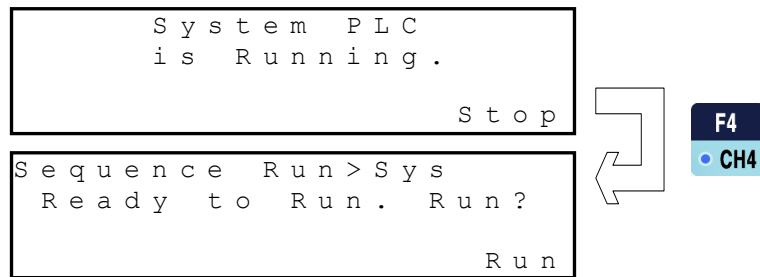 System PLC
is Running.
Stop
F4
CH4
Sequence Run>Sys
Ready to Run. Run?
Run